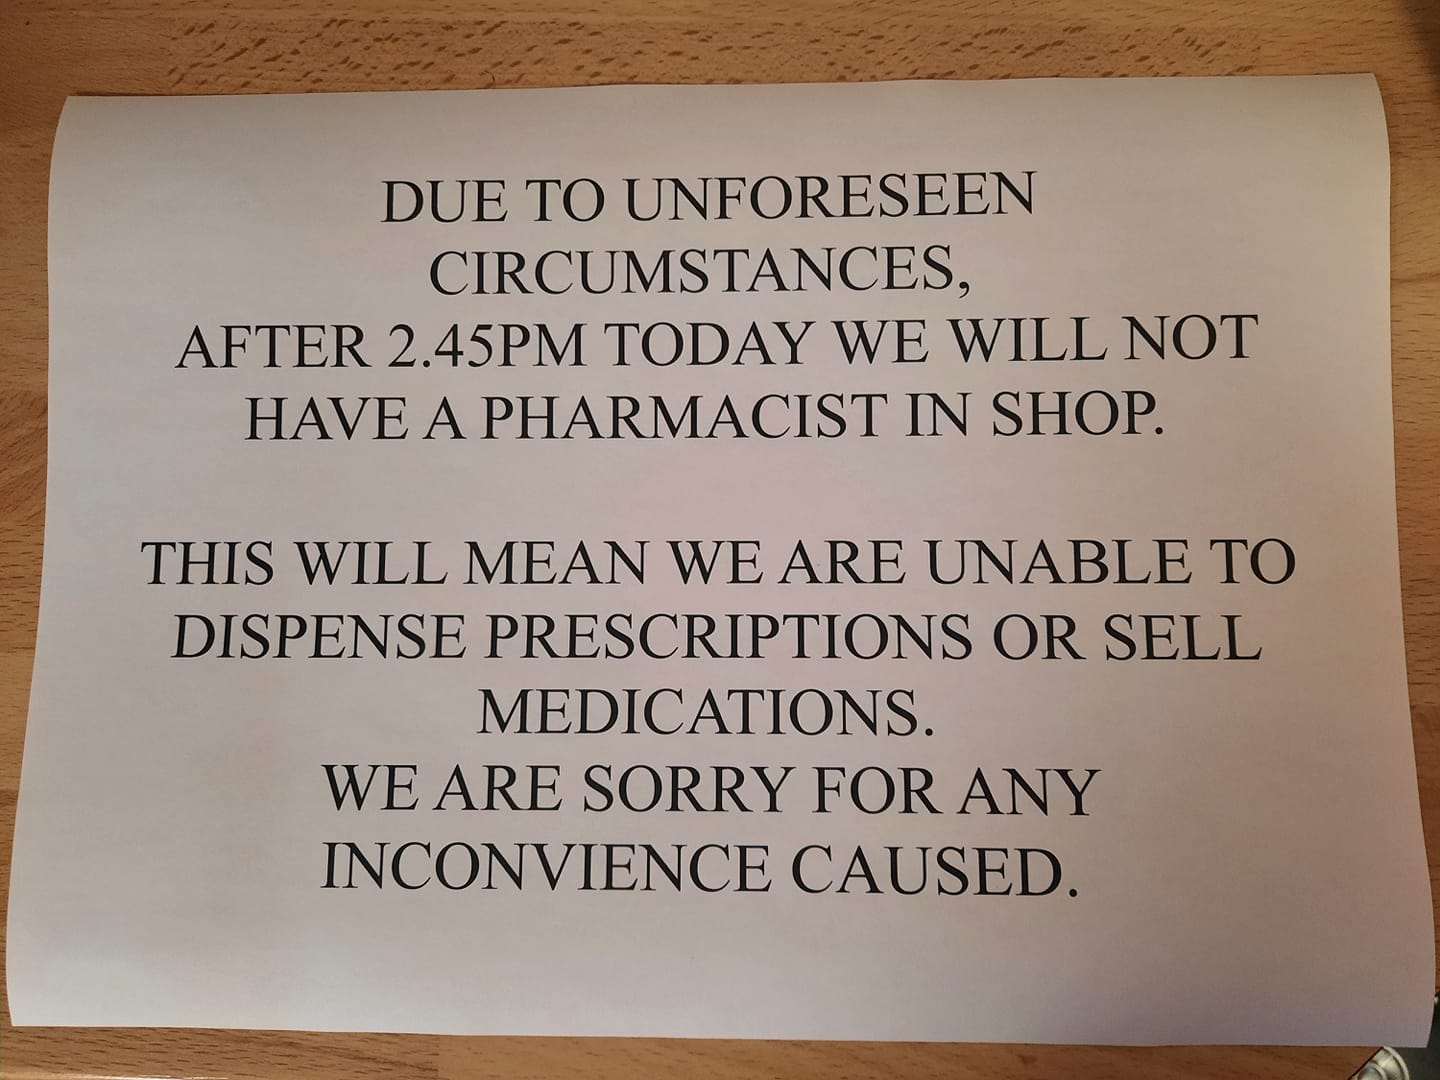 DUE TO UNFORESEEN
CIRCUMSTANCES,
AFTER 2.45PM TODAY WE WILL NOT
HAVE A PHARMACIST IN SHOP.
THIS WILL MEAN WE ARE UNABLE TO
DISPENSE PRESCRIPTIONS OR SELL
MEDICATIONS.
WE ARE SORRY FOR ANY
INCONVIENCE CAUSED.